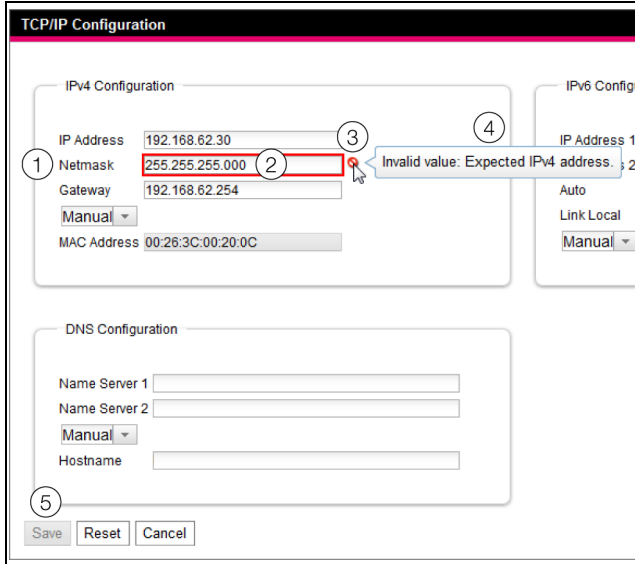 TCP/IP Configuration
IPv4 Configuration
IP Address 192.168.62.30
① Netmask 255.255.255.000 ② ③
④ Invalid value: Expected IPv4 address.
Gateway 192.168.62.254
Manual
MAC Address 00:26:3C:00:20:0C
IPv6 Config
IP Address 1
2
Auto
Link Local
Manual
DNS Configuration
Name Server 1
Name Server 2
Manual
Hostname
⑤
Save Reset Cancel